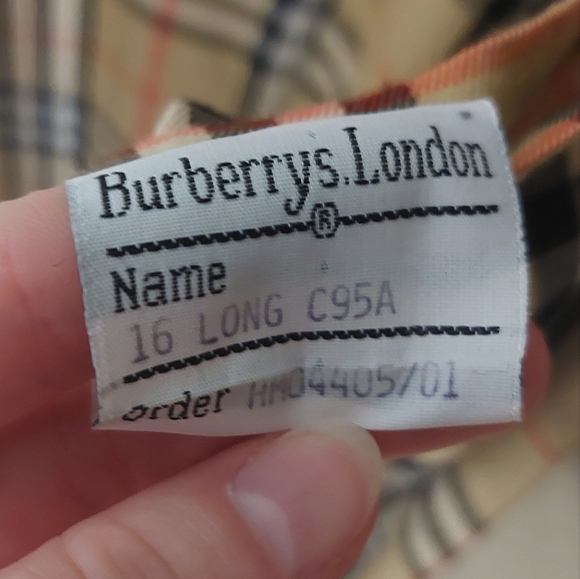 Burberrys.London
®
Name
16 LONG C95A
Order HM04405/01